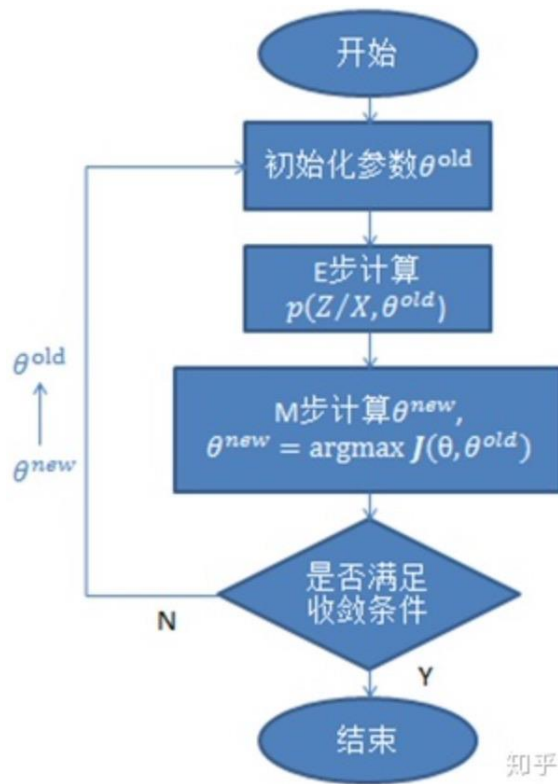 开始
初始化参数θ^old
E步计算
p(Z/X,θ^old)
θ^old
θ^new
M步计算θ^new,
θ^new = argmax J(θ,θ^old)
是否满足
收敛条件
N
Y
结束
知乎